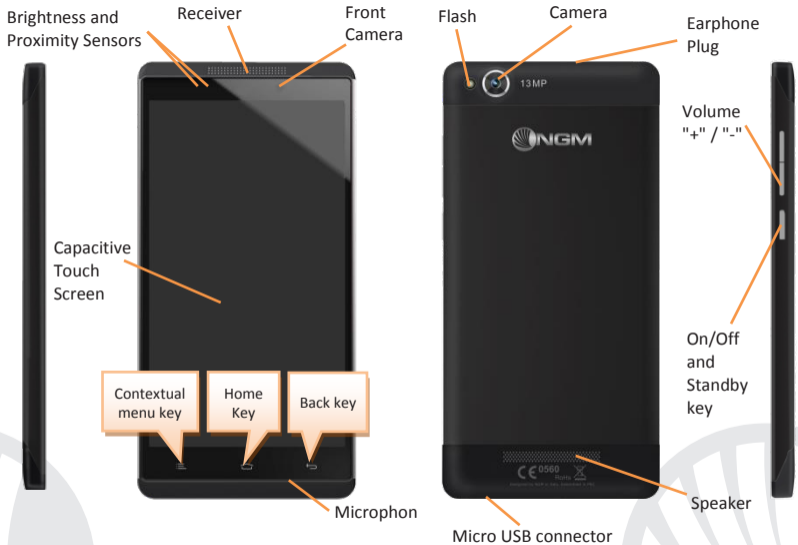 Brightness and
Proximity Sensors
Receiver
Front
Camera
Flash
Camera
Earphone
Plug
13MP
NGM
Volume
"+" / "-"
Capacitive
Touch
Screen
On/Off
and
Standby
key
Contextual
menu key
Home
Key
Back key
CE 0560
RoHs
Speaker
Microphon
Micro USB connector